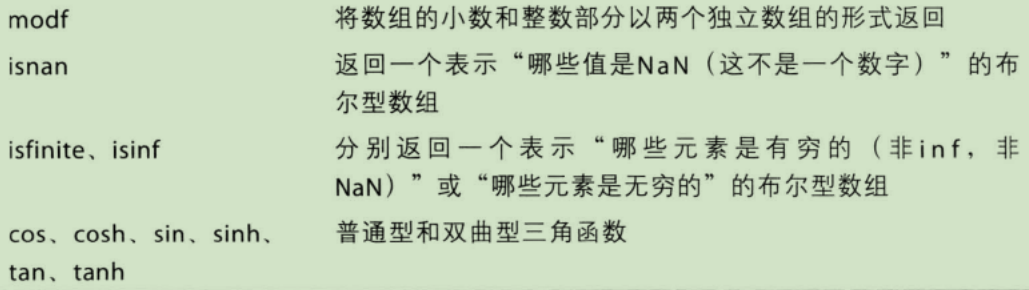 modf 将数组的小数和整数部分以两个独立数组的形式返回
isnan 返回一个表示“哪些值是NaN（这不是一个数字）”的布
尔型数组
isfinite、isinf 分别返回一个表示“哪些元素是有穷的（非inf，非
NaN）”或“哪些元素是无穷的”的布尔型数组
cos、cosh、sin、sinh、 普通型和双曲型三角函数
tan、tanh